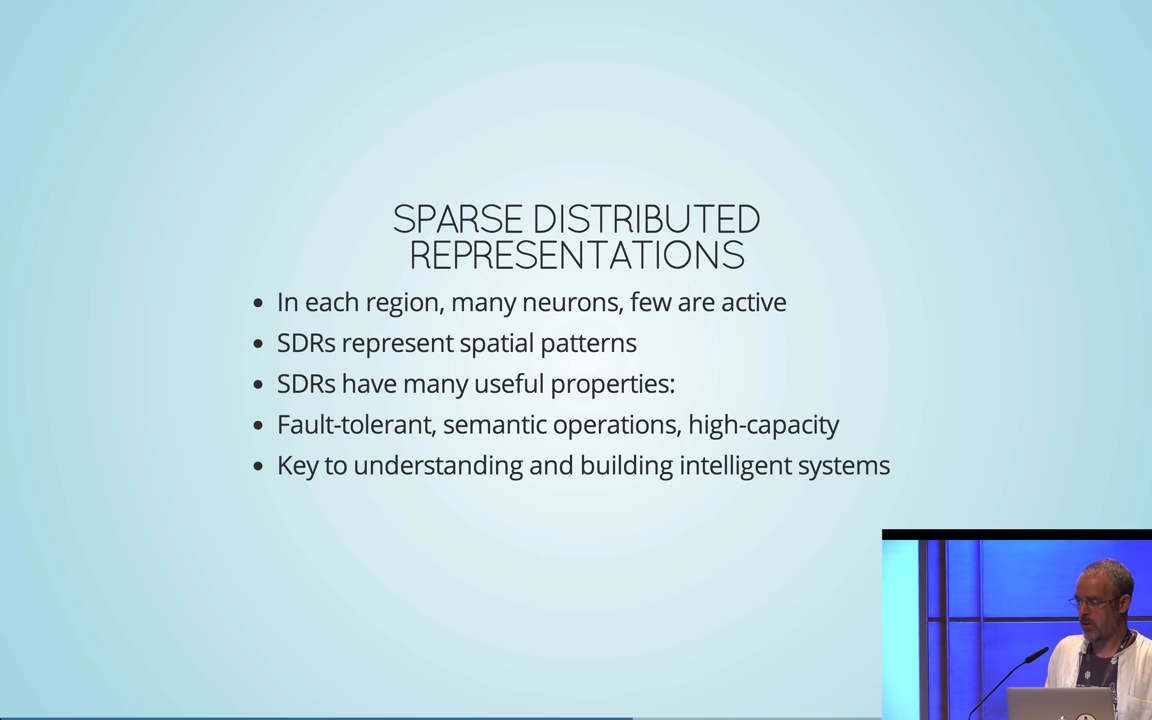 SPARSE DISTRIBUTED
REPRESENTATIONS
In each region, many neurons, few are active
SDRs represent spatial patterns
SDRs have many useful properties:
Fault-tolerant, semantic operations, high-capacity
Key to understanding and building intelligent systems